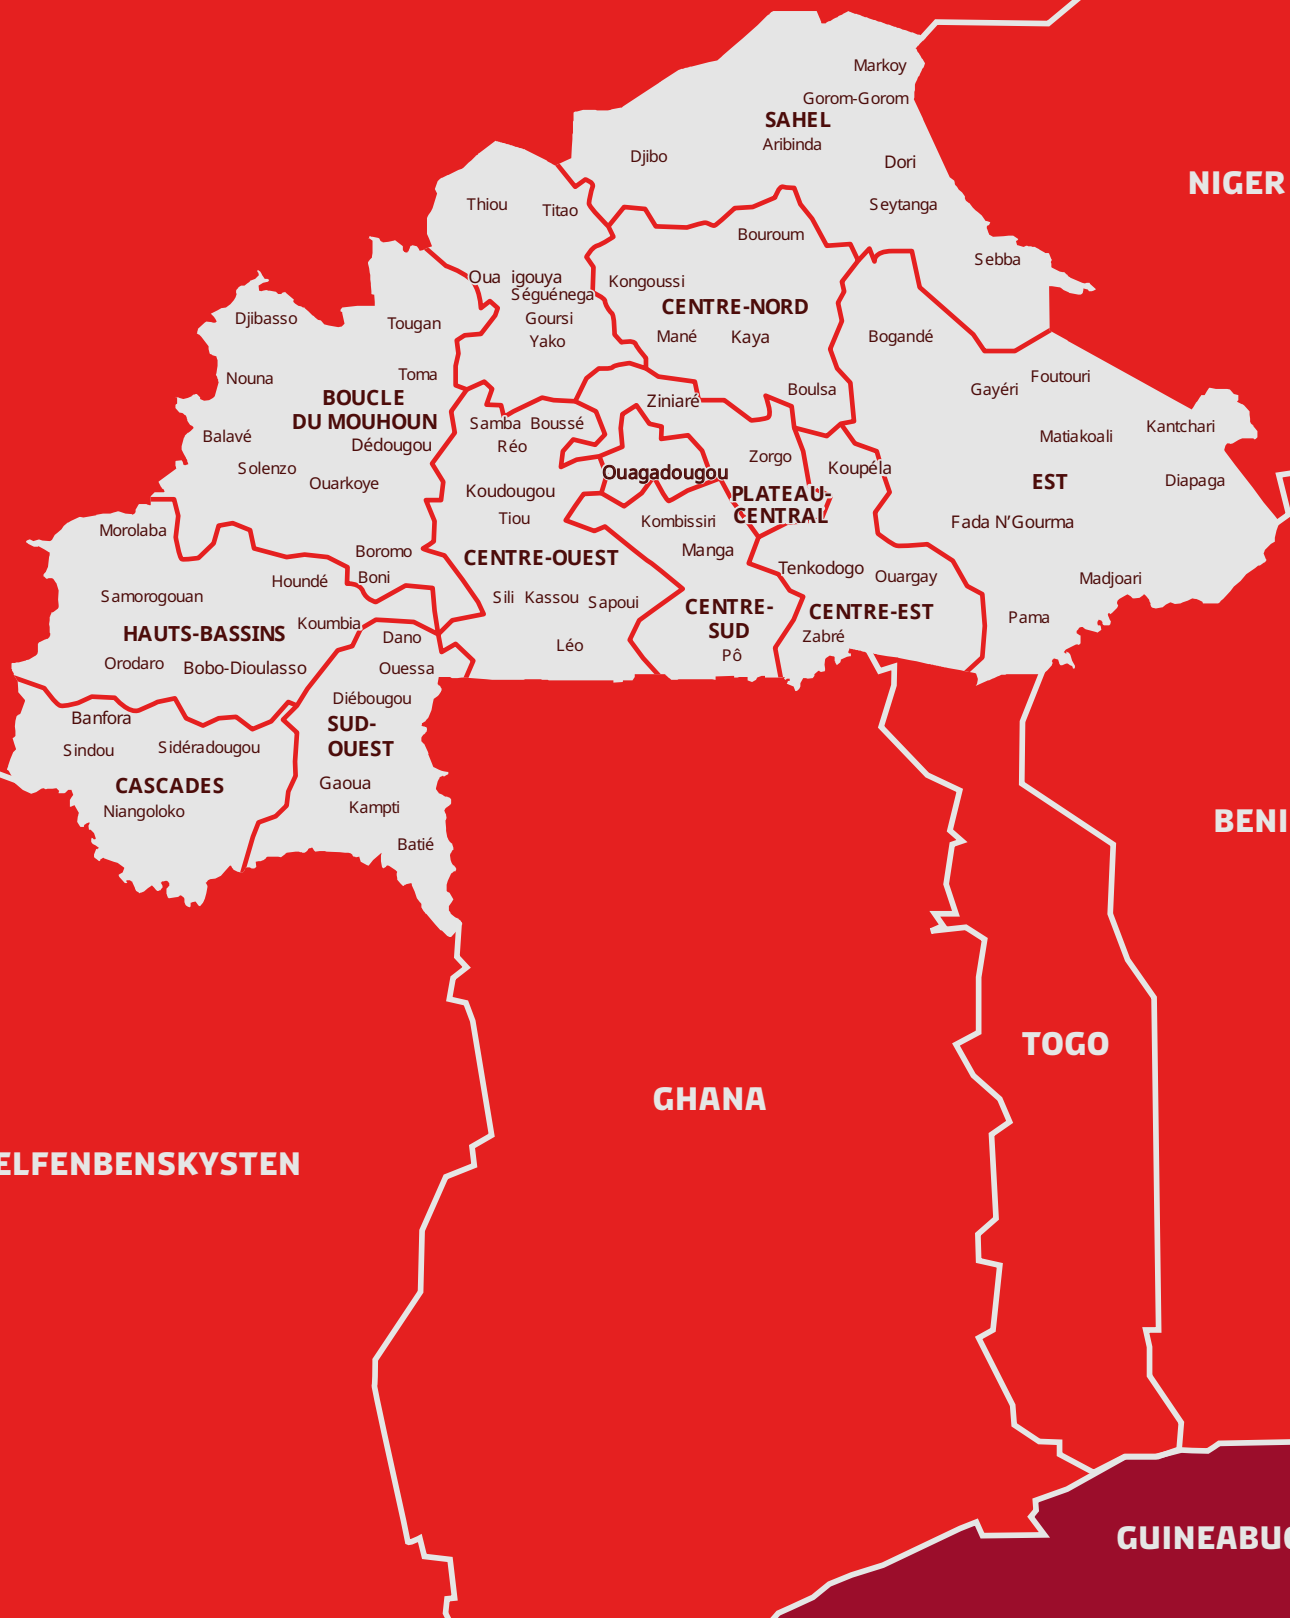 Markoy
Gorom-Gorom
SAHEL
Aribinda
Djibo
Dori
NIGER
Thiou
Titao
Seytanga
Bouroum
Sebba
Oua igouya
Kongoussi
Séguénega
CENTRE-NORD
Djibasso
Tougan
Goursi
Yako
Mané
Kaya
Bogandé
Nouna
Toma
Foutouri
Gayéri
BOUCLE
DU MOUHOUN
Boulsa
Ziniaré
Samba
Boussé
Kantchari
Balavé
Dédougou
Réo
Matiakoali
Solenzo
Zorgo
Koupéla
Ouarkoye
Ouagadougou
EST
Diapaga
Koudougou
PLATEAU-
CENTRAL
Tiou
Kombissiri
Fada N’Gourma
Morolaba
Boromo
CENTRE-OUEST
Manga
Houndé
Boni
Tenkodogo
Ouargay
Madjoari
Samorogouan
Sili
Kassou
Sapoui
CENTRE-
SUD
CENTRE-EST
Pama
HAUTS-BASSINS
Koumbia
Dano
Zabré
Léo
Pô
Orodaro
Bobo-Dioulasso
Ouessa
Diébougou
Banfora
SUD-
OUEST
Sindou
Sidéradougou
CASCADES
Gaoua
Niangoloko
Kampti
Batié
BENI
TOGO
GHANA
ELFENBENSKYSTEN
GUINEABUG